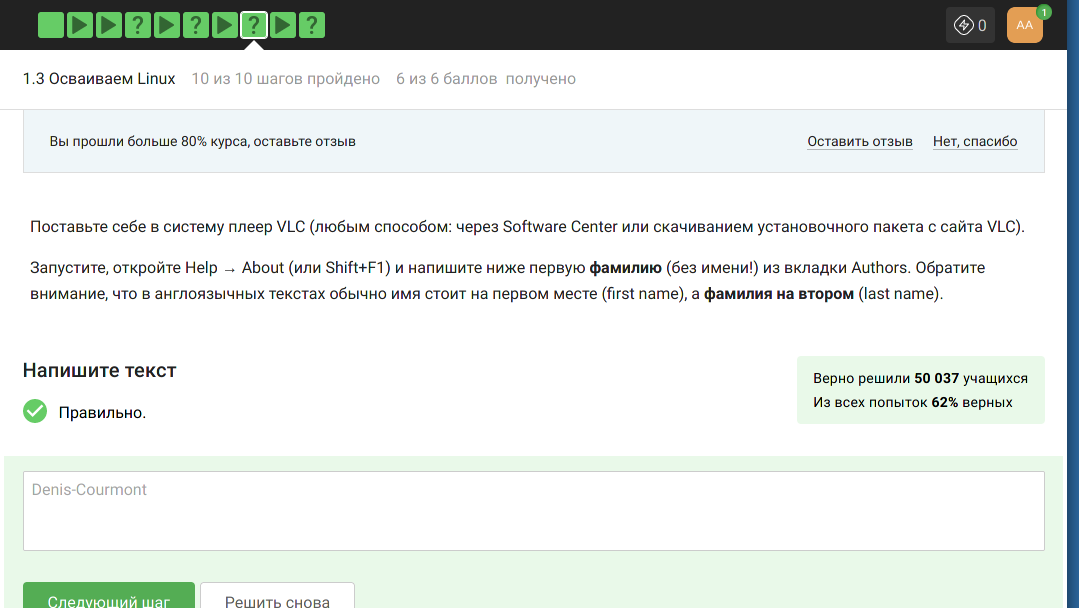 ? ? ? ?
0
AA
1
1.3 Осваиваем Linux 10 из 10 шагов пройдено 6 из 6 баллов получено
Вы прошли больше 80% курса, оставьте отзыв Оставить отзыв Нет, спасибо
Поставьте себе в систему плеер VLC (любым способом: через Software Center или скачиванием установочного пакета с сайта VLC).
Запустите, откройте Help → About (или Shift+F1) и напишите ниже первую фамилию (без имени!) из вкладки Authors. Обратите
внимание, что в англоязычных текстах обычно имя стоит на первом месте (first name), а фамилия на втором (last name).
Напишите текст
Верно решили 50 037 учащихся
Из всех попыток 62% верных
Правильно.
Denis-Courmont
Следующий шаг Решить снова